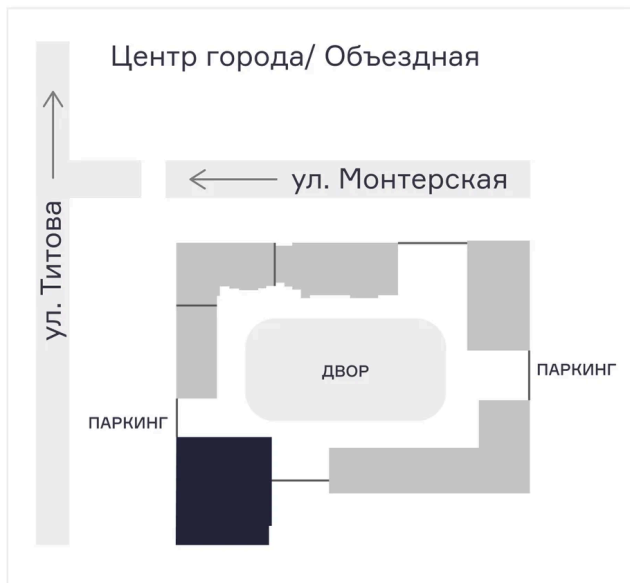 Центр города/ Объездная
ул. Монтерская
ул. Титова
ДВОР
ПАРКИНГ
ПАРКИНГ